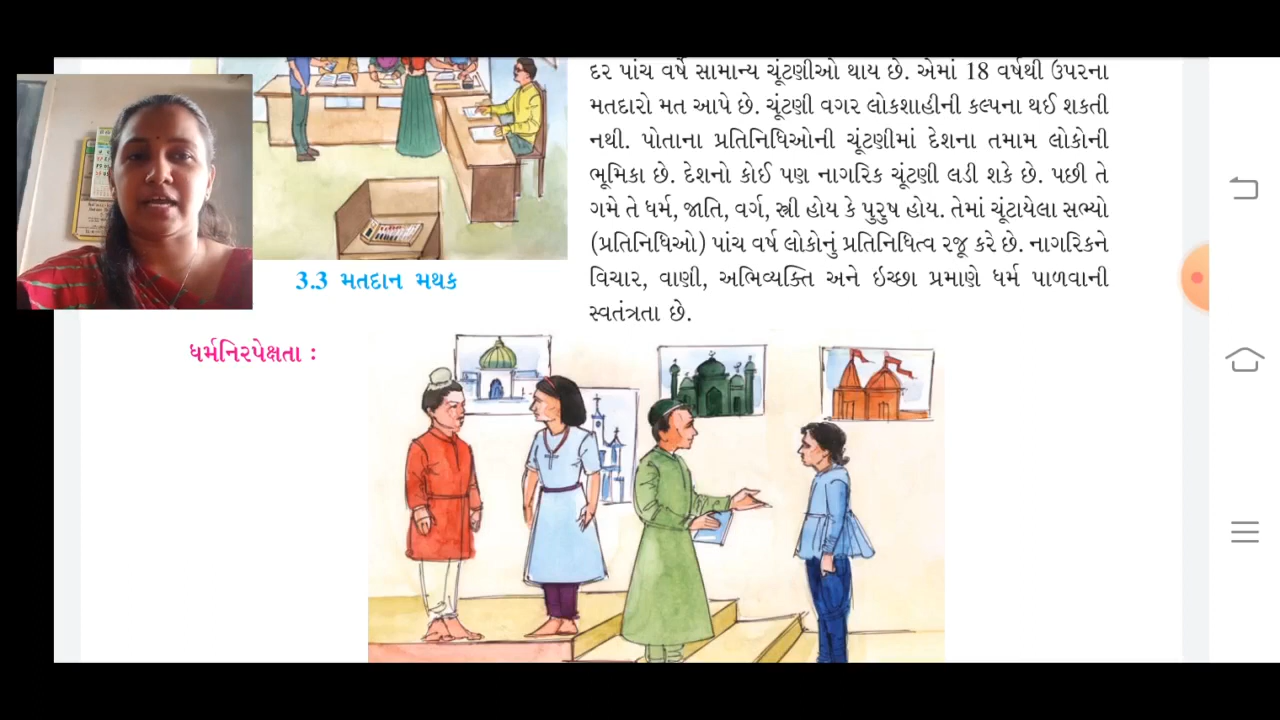 દર પાંચ વર્ષે સામાન્ય ચૂંટણીઓ થાય છે. એમાં 18 વર્ષથી ઉપરના
મતદારો મત આપે છે. ચૂંટણી વગર લોકશાહીની કલ્પના થઈ શકતી
નથી. પોતાના પ્રતિનિધિઓની ચૂંટણીમાં દેશના તમામ લોકોની
ભૂમિકા છે. દેશનો કોઈ પણ નાગરિક ચૂંટણી લડી શકે છે. પછી તે
ગમે તે ધર્મ, જાતિ, વર્ગ, સ્ત્રી હોય કે પુરુષ હોય. તેમાં ચૂંટાયેલા સભ્યો
(પ્રતિનિધિઓ) પાંચ વર્ષ લોકોનું પ્રતિનિધિત્વ રજૂ કરે છે. નાગરિકને
વિચાર, વાણી, અભિવ્યક્તિ અને ઇચ્છા પ્રમાણે ધર્મ પાળવાની
સ્વતંત્રતા છે.
3.3 મતદાન મથક
ધર્મનિરપેક્ષતા :